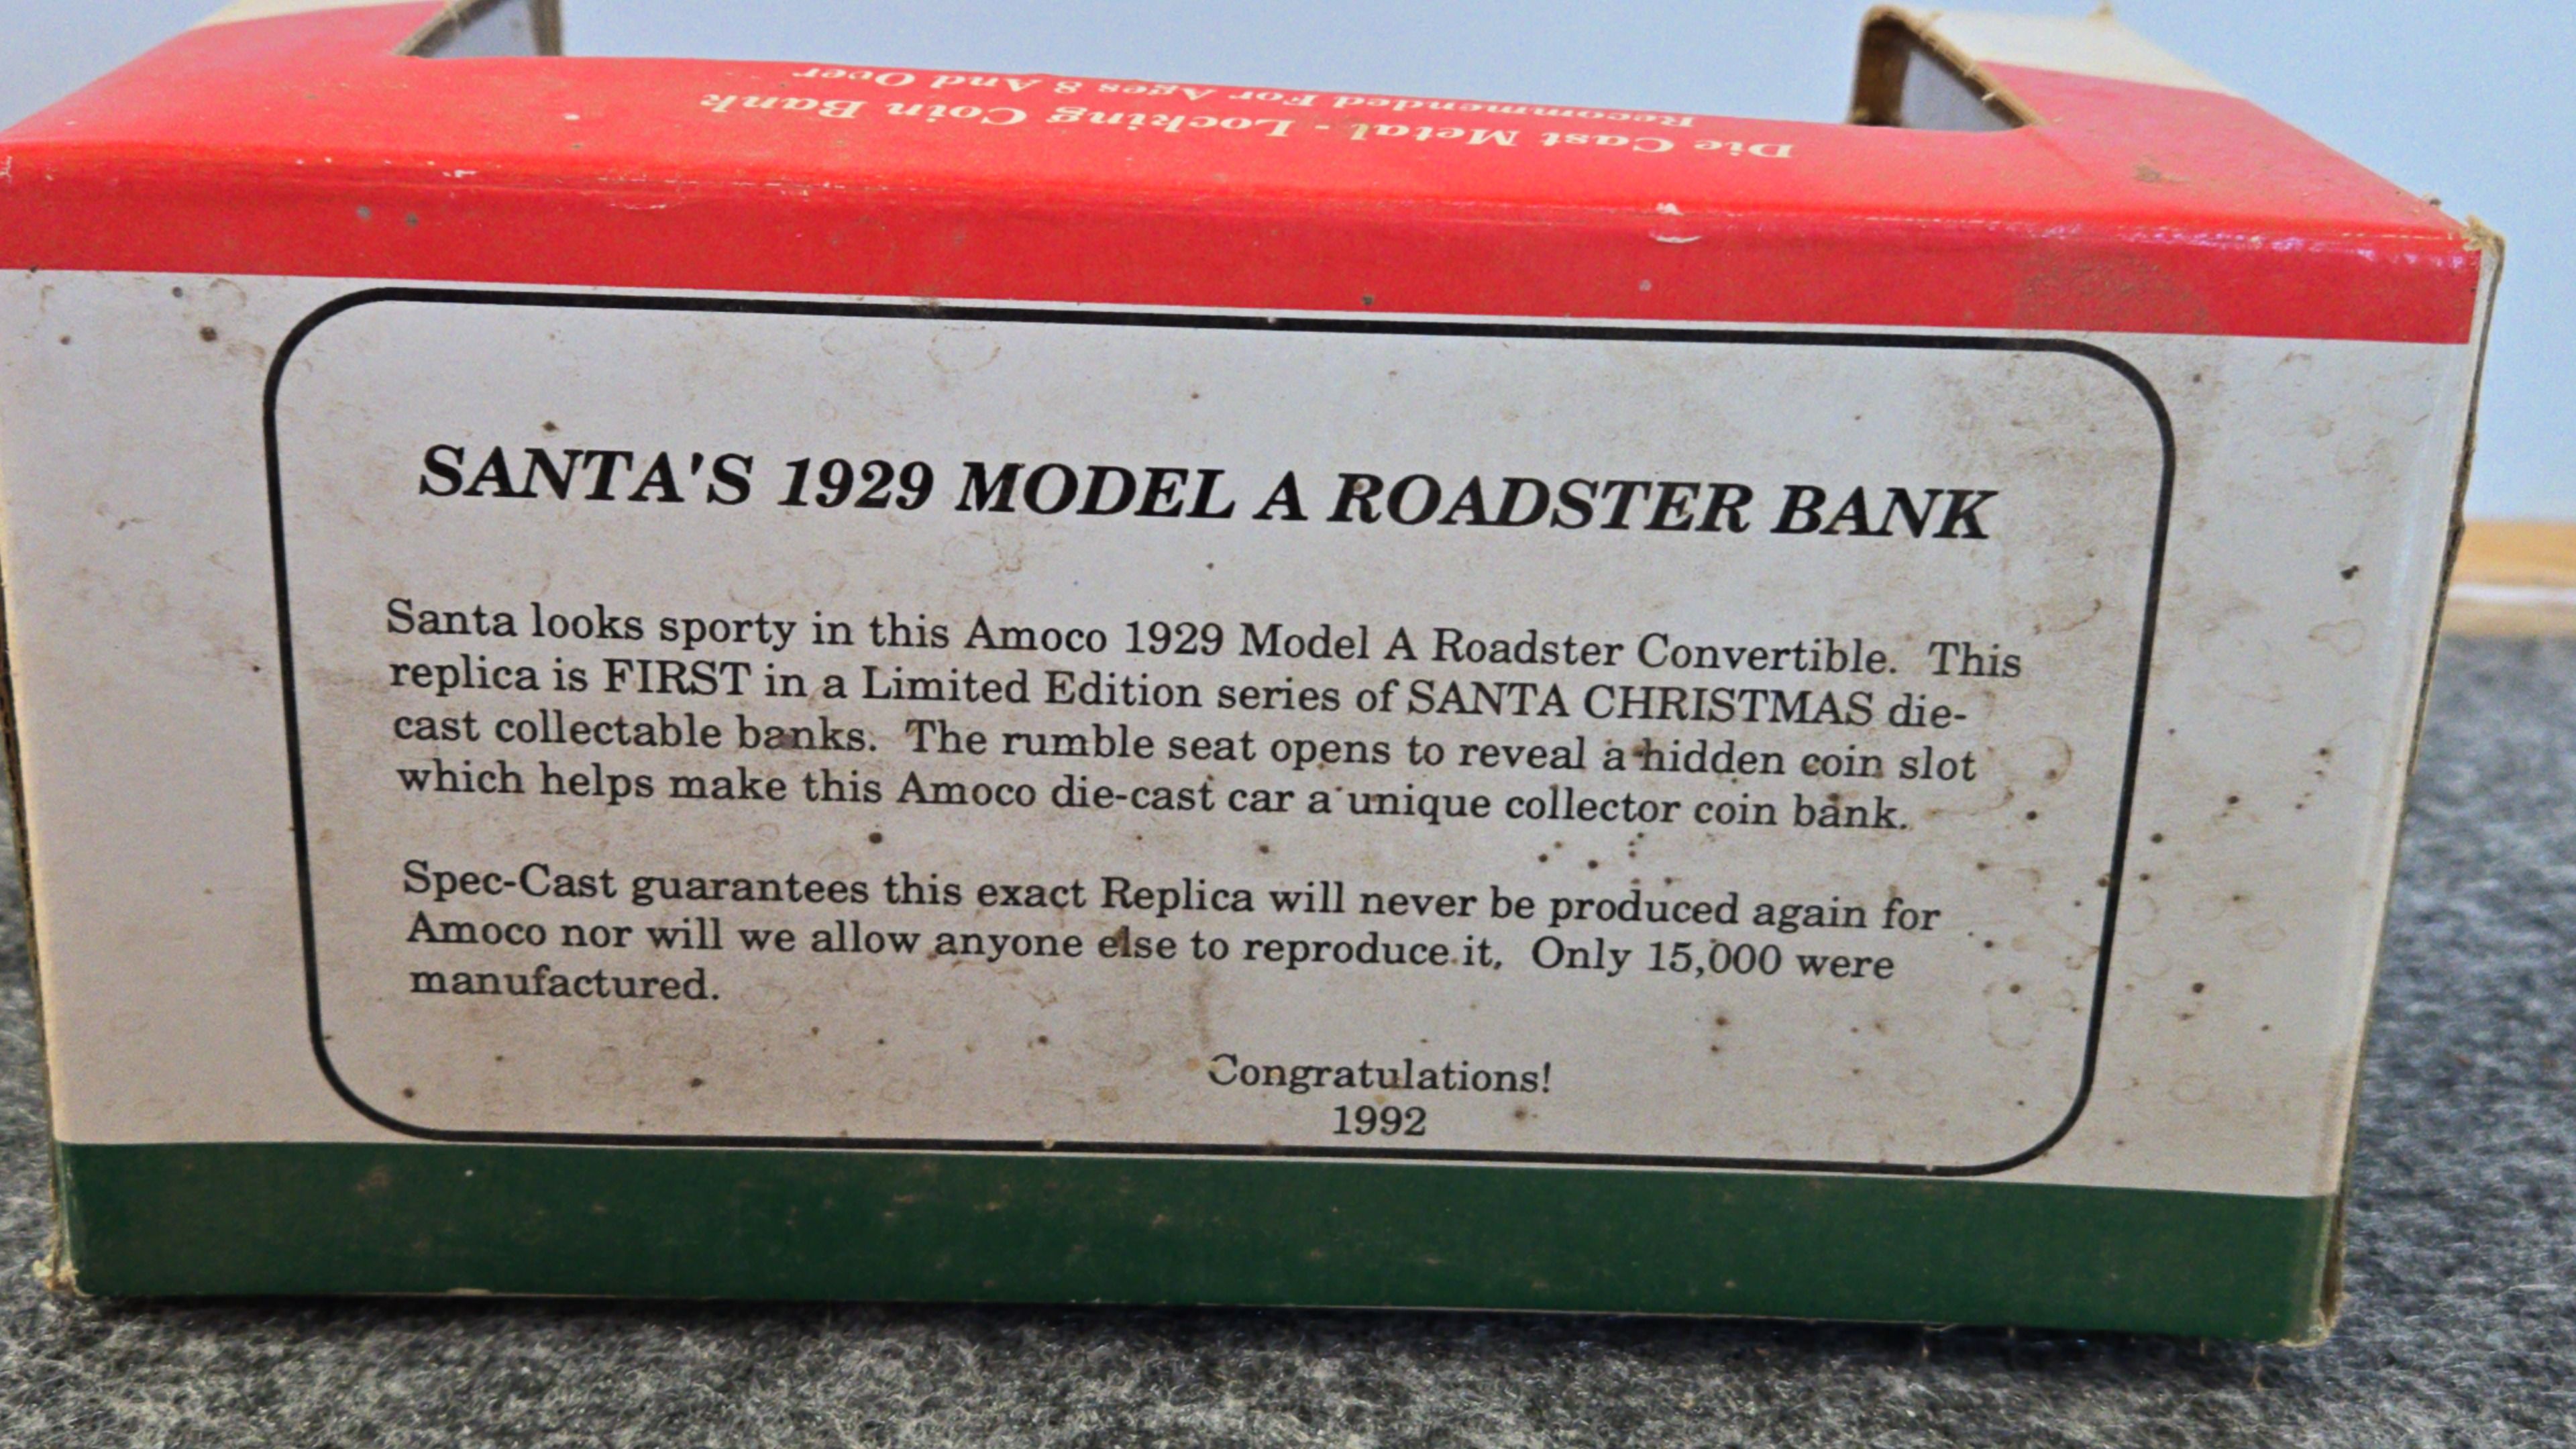 Die Cast Metal - Locking Coin Bank
Recommended For Ages 8 And Over
SANTA'S 1929 MODEL A ROADSTER BANK
Santa looks sporty in this Amoco 1929 Model A Roadster Convertible. This
replica is FIRST in a Limited Edition series of SANTA CHRISTMAS die-
cast collectable banks. The rumble seat opens to reveal a hidden coin slot
which helps make this Amoco die-cast car a unique collector coin bank.
Spec-Cast guarantees this exact Replica will never be produced again for
Amoco nor will we allow anyone else to reproduce it. Only 15,000 were
manufactured.
Congratulations!
1992